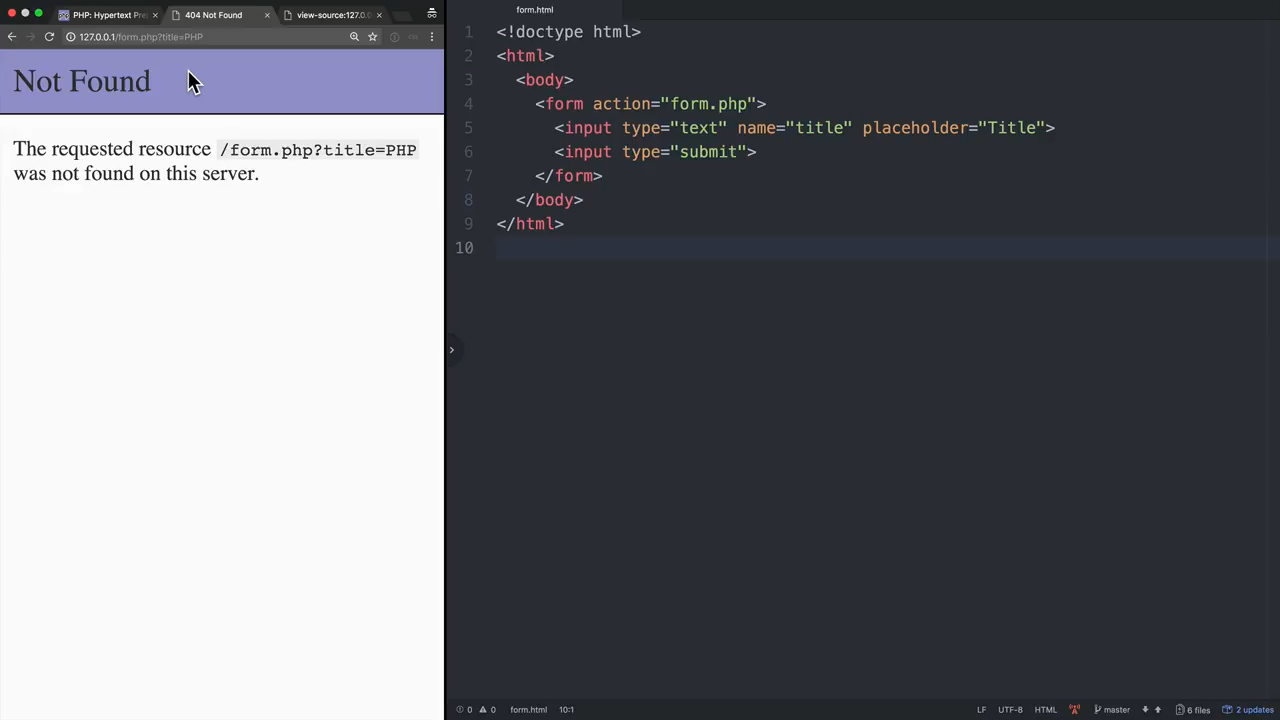 PHP: Hypertext Pre
404 Not Found
view-source:127.0.0
127.0.0.1/form.php?title=PHP
Not Found
The requested resource /form.php?title=PHP
was not found on this server.
form.html
1 <!doctype html>
2 <html>
3 <body>
4 <form action="form.php">
5 <input type="text" name="title" placeholder="Title">
6 <input type="submit">
7 </form>
8 </body>
9 </html>
10
0 0 form.html 10:1
LF UTF-8 HTML master 6 files 2 updates